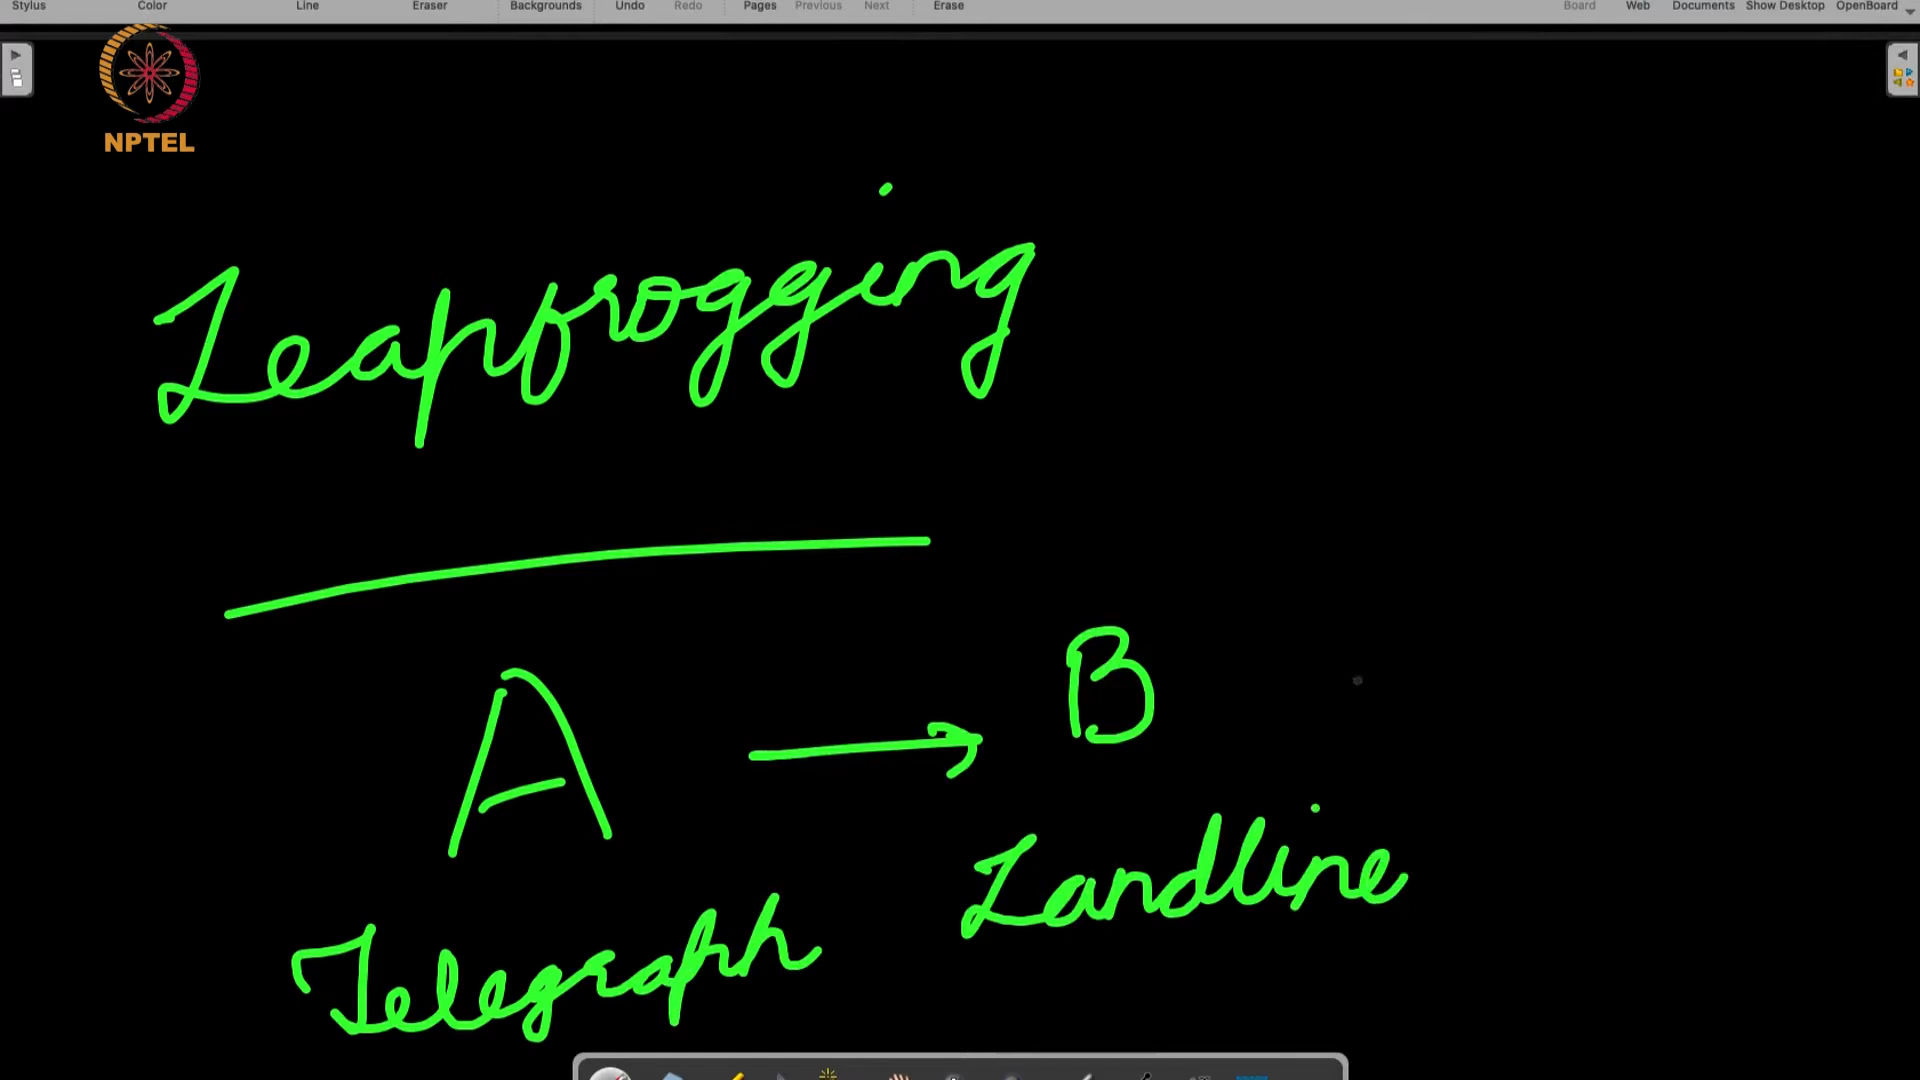 Stylus Color Line Eraser Backgrounds Undo Redo Pages Previous Next Erase Board Web Documents Show Desktop OpenBoard
NPTEL
Leapfrogging
A → B
Telegraph Landline